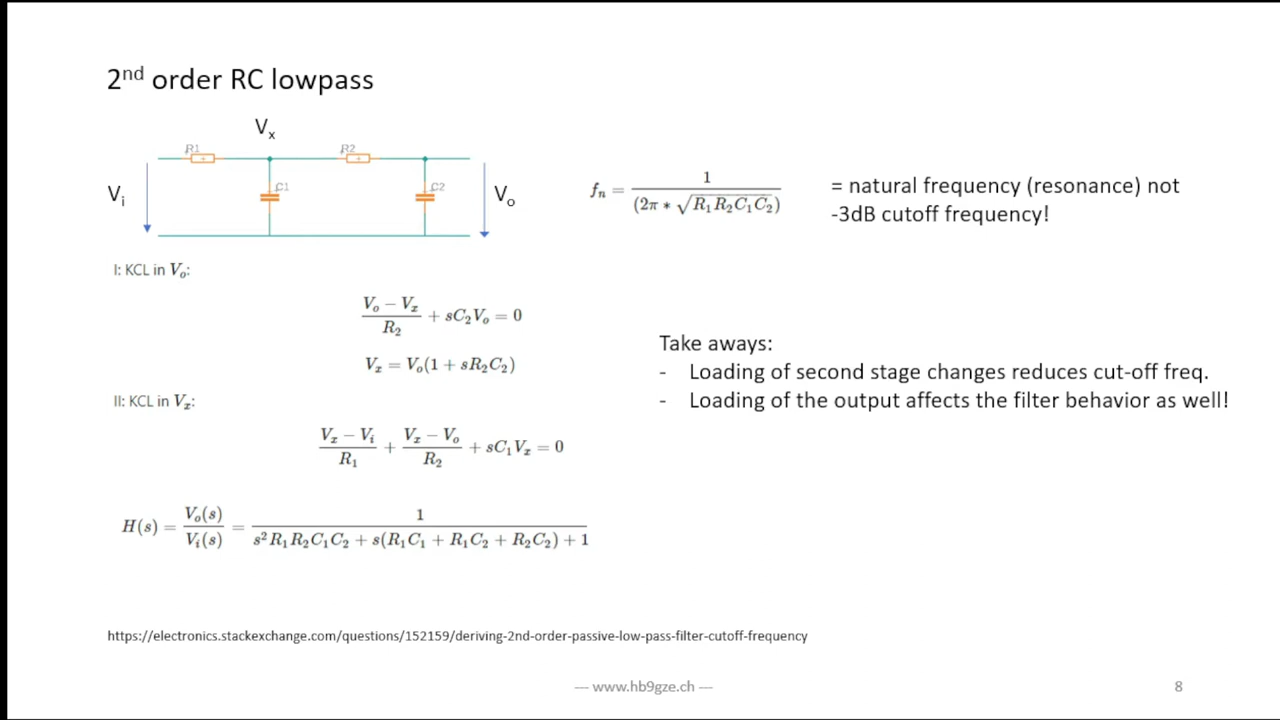 2nd order RC lowpass
Vx
R1 R2
Vi C1 C2 Vo
fn = 1 / (2π * √R1R2C1C2)
= natural frequency (resonance) not
-3dB cutoff frequency!
I: KCL in Vo:
(Vo − Vx)/R2 + sC2Vo = 0
Vx = Vo(1 + sR2C2)
II: KCL in Vx:
(Vx − Vi)/R1 + (Vx − Vo)/R2 + sC1Vx = 0
H(s) = Vo(s)/Vi(s) = 1 / (s²R1R2C1C2 + s(R1C1 + R1C2 + R2C2) + 1)
Take aways:
- Loading of second stage changes reduces cut-off freq.
- Loading of the output affects the filter behavior as well!
https://electronics.stackexchange.com/questions/152159/deriving-2nd-order-passive-low-pass-filter-cutoff-frequency
— www.hb9gze.ch —
8